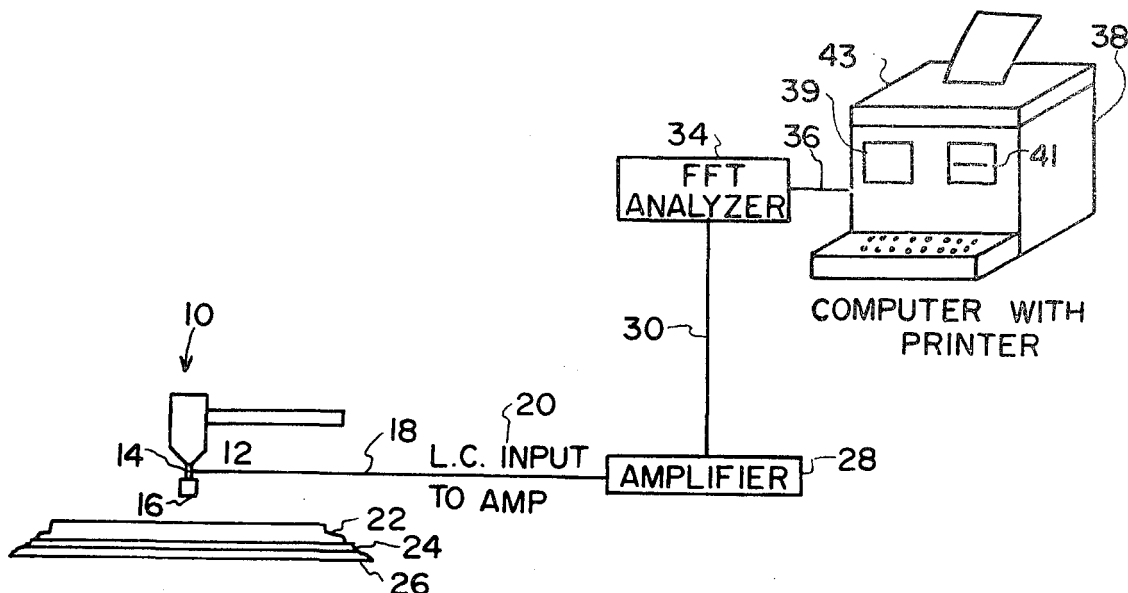 38
43
39
34
36
41
FFT
ANALYZER
COMPUTER WITH
PRINTER
30
10
20
12
18
L.C. INPUT
14
AMPLIFIER
28
TO AMP
16
22
24
26